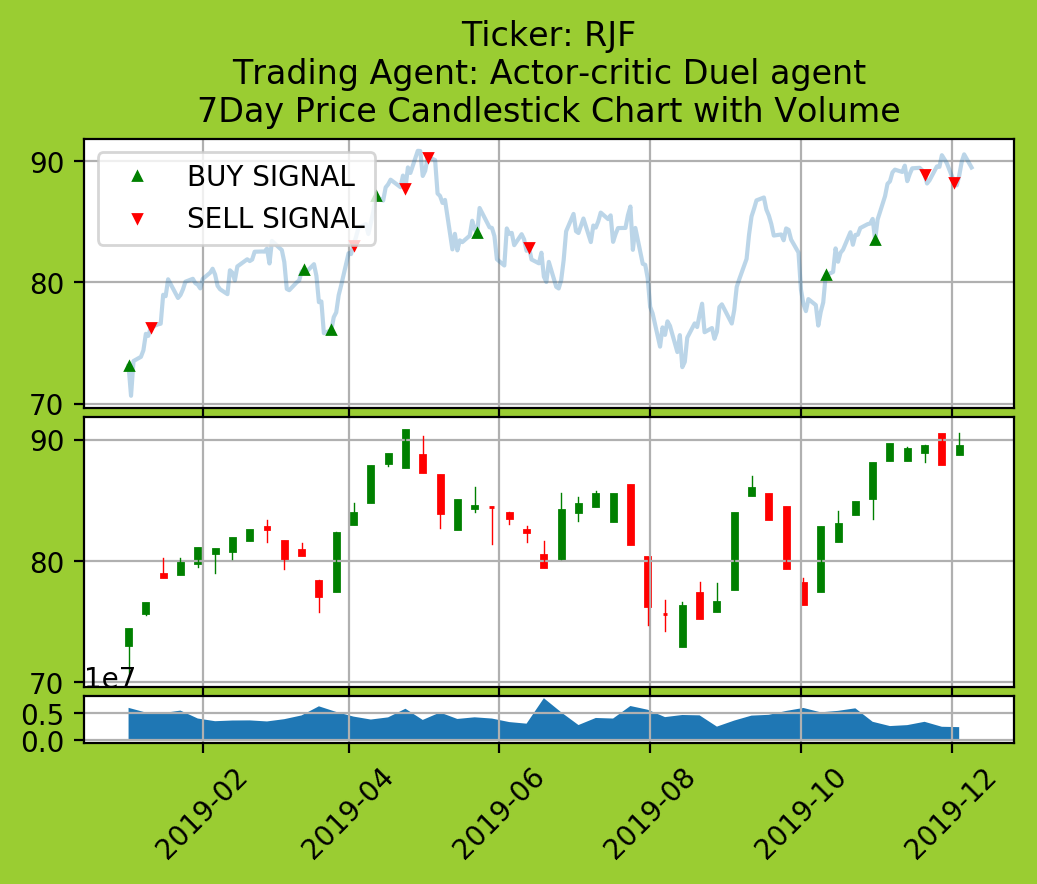 Ticker: RJF
Trading Agent: Actor-critic Duel agent
7Day Price Candlestick Chart with Volume
90
80
70
BUY SIGNAL
SELL SIGNAL
90
80
70
1e7
0.5
0.0
2019-02
2019-04
2019-06
2019-08
2019-10
2019-12